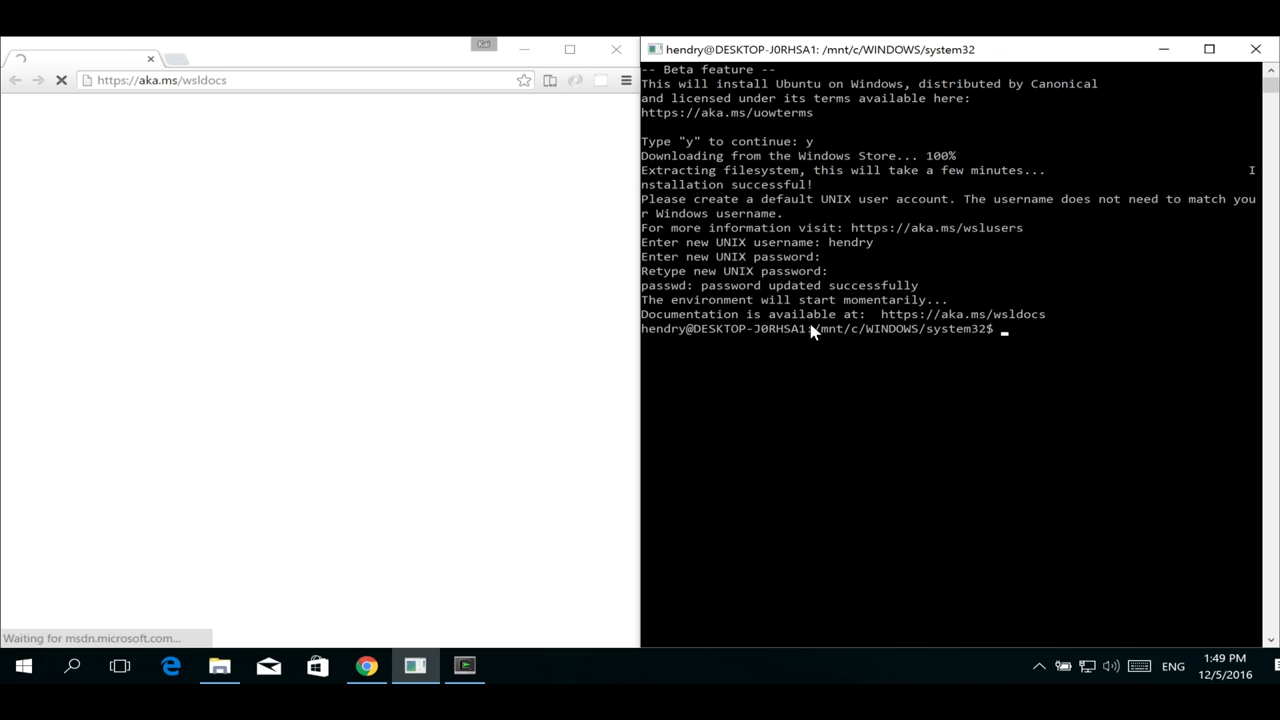 Kai
https://aka.ms/wsldocs
Waiting for msdn.microsoft.com...
hendry@DESKTOP-J0RHSA1: /mnt/c/WINDOWS/system32
-- Beta feature --
This will install Ubuntu on Windows, distributed by Canonical
and licensed under its terms available here:
https://aka.ms/uowterms
Type "y" to continue: y
Downloading from the Windows Store... 100%
Extracting filesystem, this will take a few minutes... I
nstallation successful!
Please create a default UNIX user account. The username does not need to match you
r Windows username.
For more information visit: https://aka.ms/wslusers
Enter new UNIX username: hendry
Enter new UNIX password:
Retype new UNIX password:
passwd: password updated successfully
The environment will start momentarily...
Documentation is available at:  https://aka.ms/wsldocs
hendry@DESKTOP-J0RHSA1:/mnt/c/WINDOWS/system32$
ENG
1:49 PM
12/5/2016